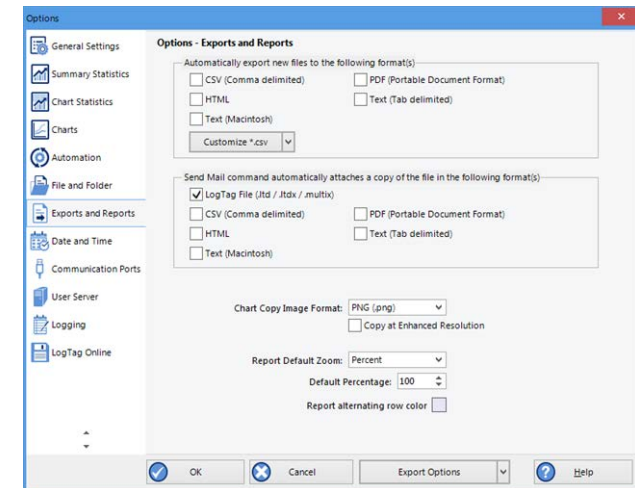 Options
General Settings
Summary Statistics
Chart Statistics
Charts
Automation
File and Folder
Exports and Reports
Date and Time
Communication Ports
User Server
Logging
LogTag Online
Options - Exports and Reports
Automatically export new files to the following format(s)
CSV (Comma delimited) PDF (Portable Document Format)
HTML Text (Tab delimited)
Text (Macintosh)
Customize *.csv
Send Mail command automatically attaches a copy of the file in the following format(s)
LogTag File (.ltd / .ltdx / .multix)
CSV (Comma delimited) PDF (Portable Document Format)
HTML Text (Tab delimited)
Text (Macintosh)
Chart Copy Image Format: PNG (.png)
Copy at Enhanced Resolution
Report Default Zoom: Percent
Default Percentage: 100
Report alternating row color
OK Cancel Export Options Help